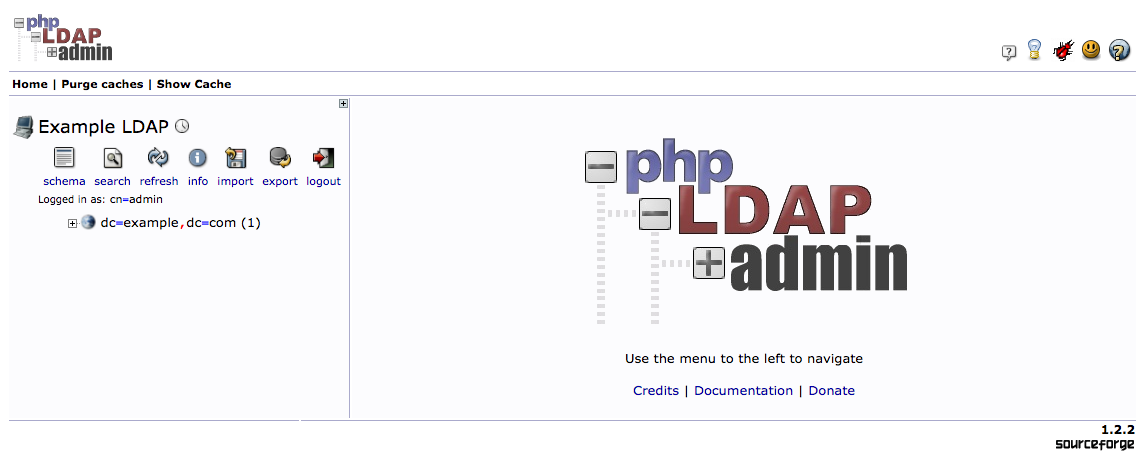 php
LDAP
admin
Home | Purge caches | Show Cache
Example LDAP
schema search refresh info import export logout
Logged in as: cn=admin
dc=example,dc=com (1)
php
LDAP
admin
Use the menu to the left to navigate
Credits | Documentation | Donate
1.2.2
sourceforge